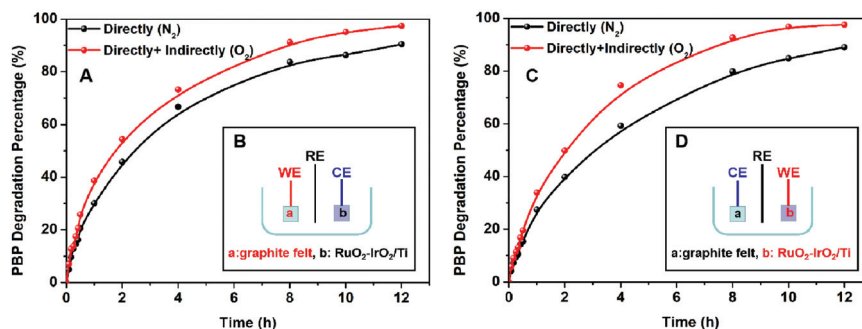 100
80
60
40
20
0
PBP Degradation Percentage (%)
Directly (N₂)
Directly+ Indirectly (O₂)
A
B
RE
WE
CE
a
b
a:graphite felt, b: RuO₂-IrO₂/Ti
0 2 4 6 8 10 12
Time (h)
100
80
60
40
20
0
PBP Degradation Percentage (%)
Directly (N₂)
Directly+Indirectly (O₂)
C
D
RE
CE
WE
a
b
a:graphite felt, b: RuO₂-IrO₂/Ti
0 2 4 6 8 10 12
Time (h)